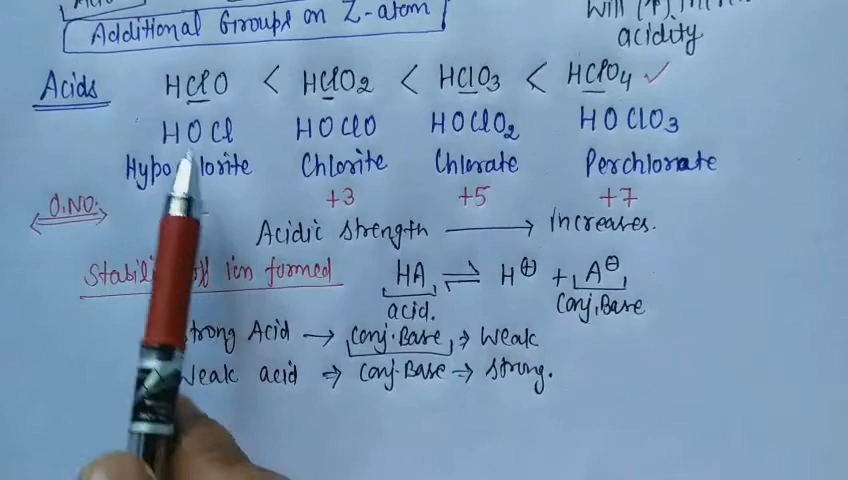 Additional Groups on Z-atom
acidity
Acids HClO < HClO2 < HClO3 < HClO4 ✓
HOCl HOClO HOClO2 HOClO3
Chlorite Chlorate Perchlorate
O.NO. +3 +5 +7
Acidic strength ⟶ Increases.
ion formed HA ⇌ H⊕ + A⊖
acid. Conj.Base
Acid → Conj.Base → Weak
acid ⇒ Conj.Base → strong.